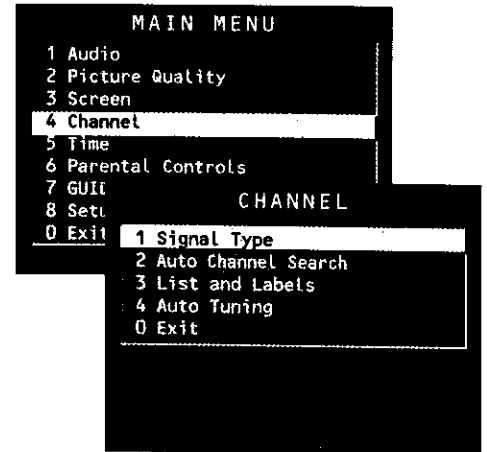 MAIN MENU
1 Audio
2 Picture Quality
3 Screen
4 Channel
5 Time
6 Parental Controls
7
8
0 Exit
CHANNEL
1 Signal Type
2 Auto Channel Search
3 List and Labels
4 Auto Tuning
0 Exit